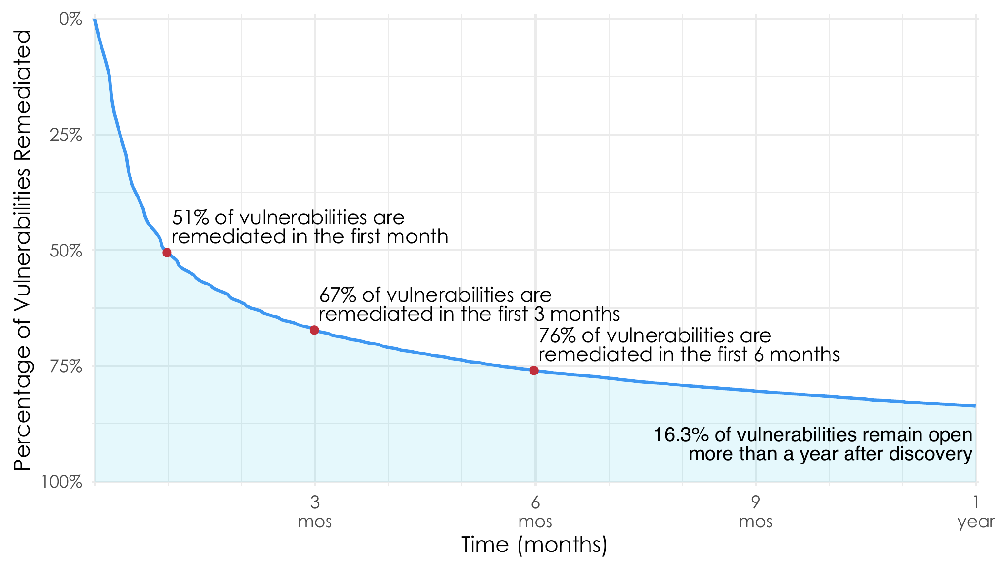 Percentage of Vulnerabilities Remediated
0%
25%
50%
75%
100%
51% of vulnerabilities are
remediated in the first month
67% of vulnerabilities are
remediated in the first 3 months
76% of vulnerabilities are
remediated in the first 6 months
16.3% of vulnerabilities remain open
more than a year after discovery
3
mos
6
mos
9
mos
1
year
Time (months)